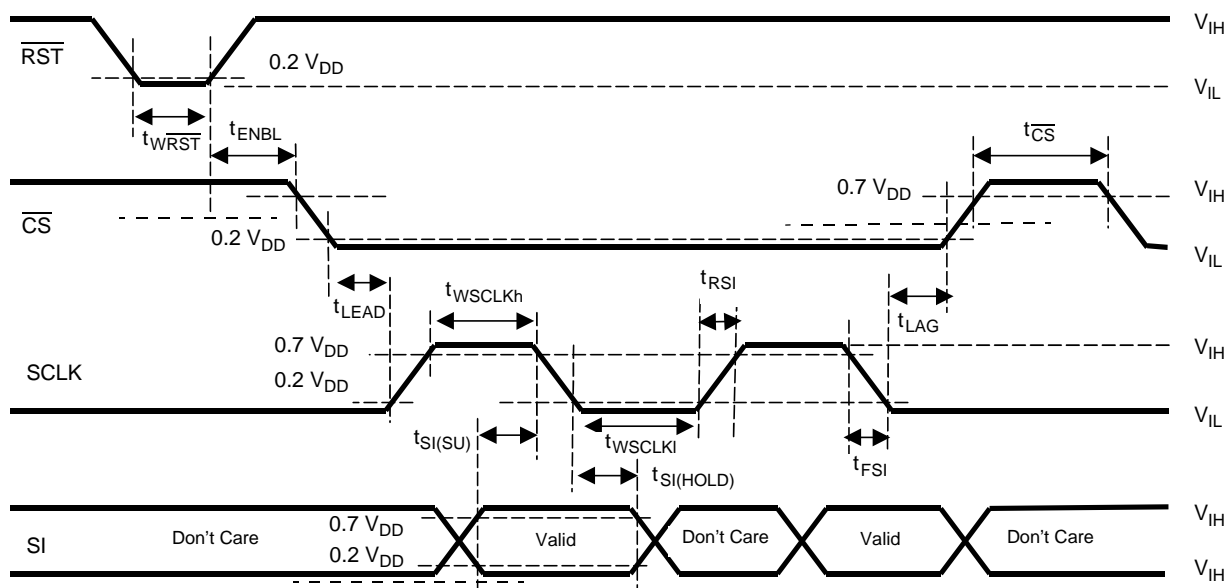 V_IH
RST
0.2 V_DD
V_IL
t_WRST
t_ENBL
t_CS
0.7 V_DD
V_IH
CS
0.2 V_DD
V_IL
t_LEAD
t_WSCLKh
t_RSI
t_LAG
0.7 V_DD
V_IH
SCLK
0.2 V_DD
V_IL
t_SI(SU)
t_WSCLKl
t_FSI
t_SI(HOLD)
V_IH
0.7 V_DD
SI
Don't Care
Valid
Don't Care
Valid
Don't Care
0.2 V_DD
V_IH